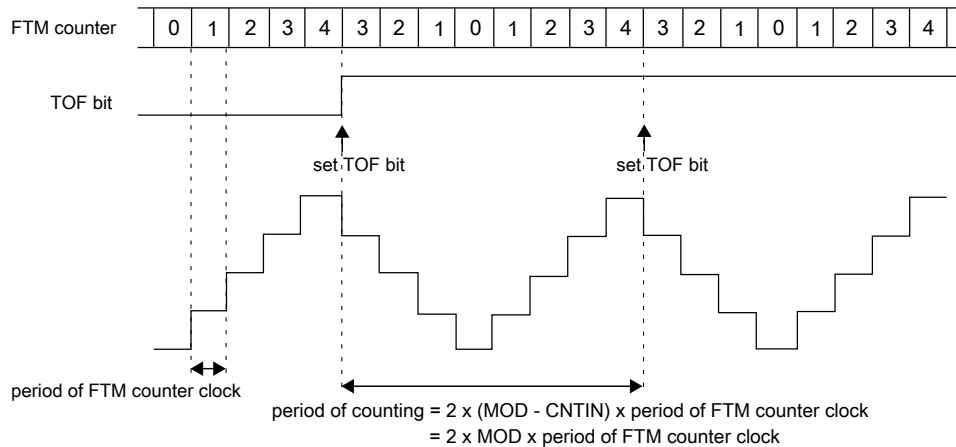 FTM counter 0 1 2 3 4 3 2 1 0 1 2 3 4 3 2 1 0 1 2 3 4
TOF bit
set TOF bit set TOF bit
period of FTM counter clock
period of counting = 2 x (MOD - CNTIN) x period of FTM counter clock
= 2 x MOD x period of FTM counter clock